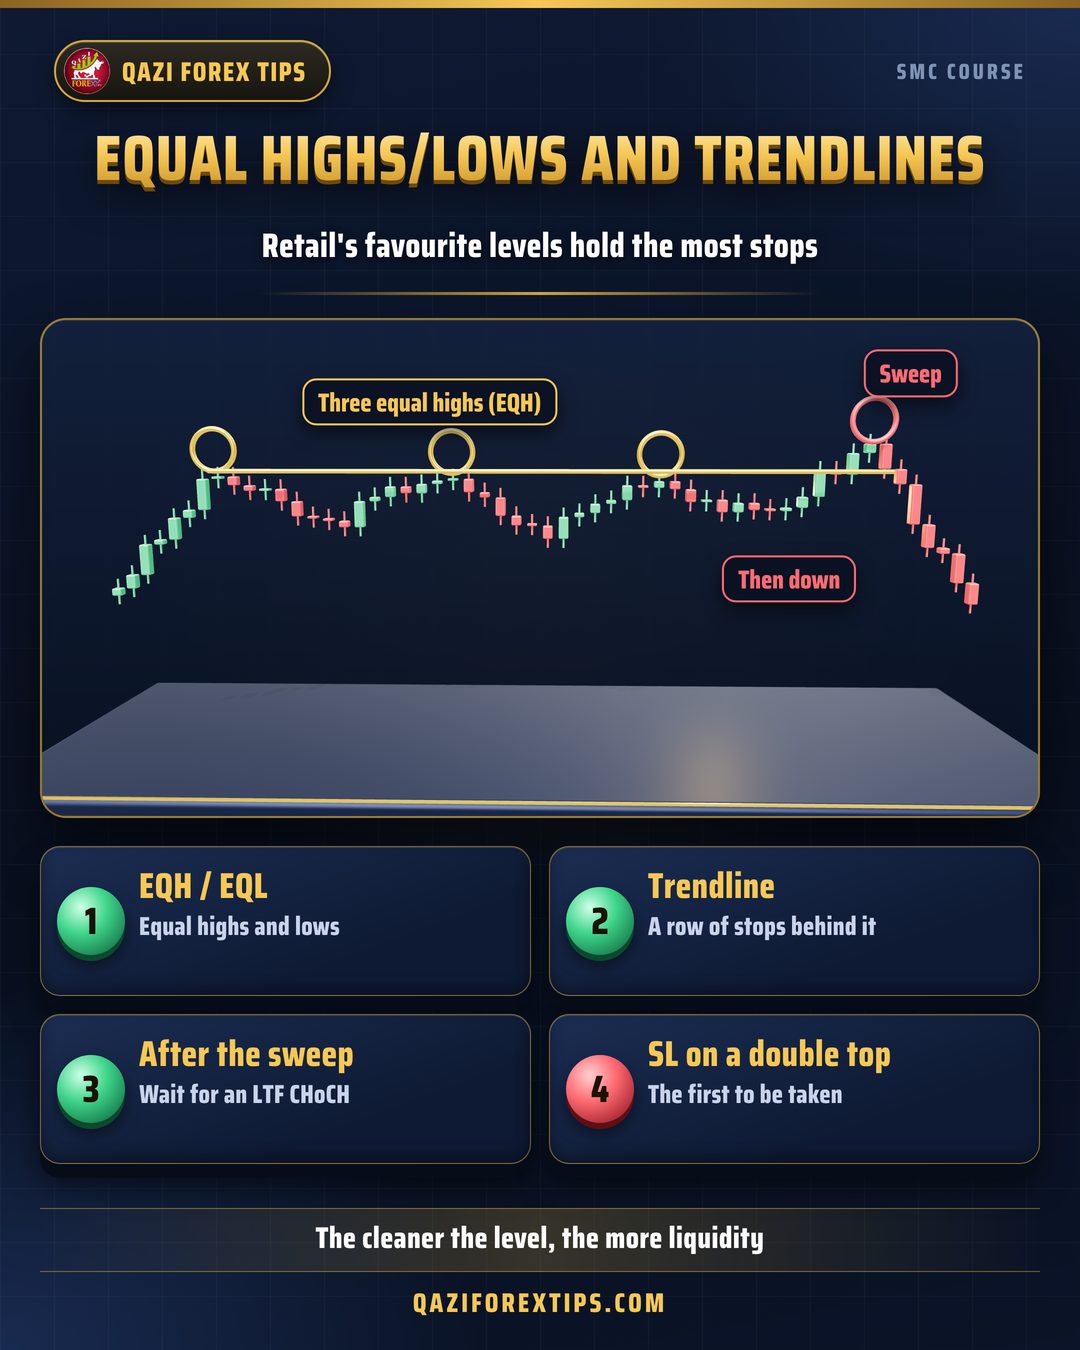 QAZI FOREX TIPS
SMC COURSE
EQUAL HIGHS/LOWS AND TRENDLINES
Retail's favourite levels hold the most stops
Sweep
Three equal highs (EQH)
Then down
1
EQH / EQL
Equal highs and lows
2
Trendline
A row of stops behind it
3
After the sweep
Wait for an LTF CHoCH
4
SL on a double top
The first to be taken
The cleaner the level, the more liquidity
QAZIFOREXTIPS.COM